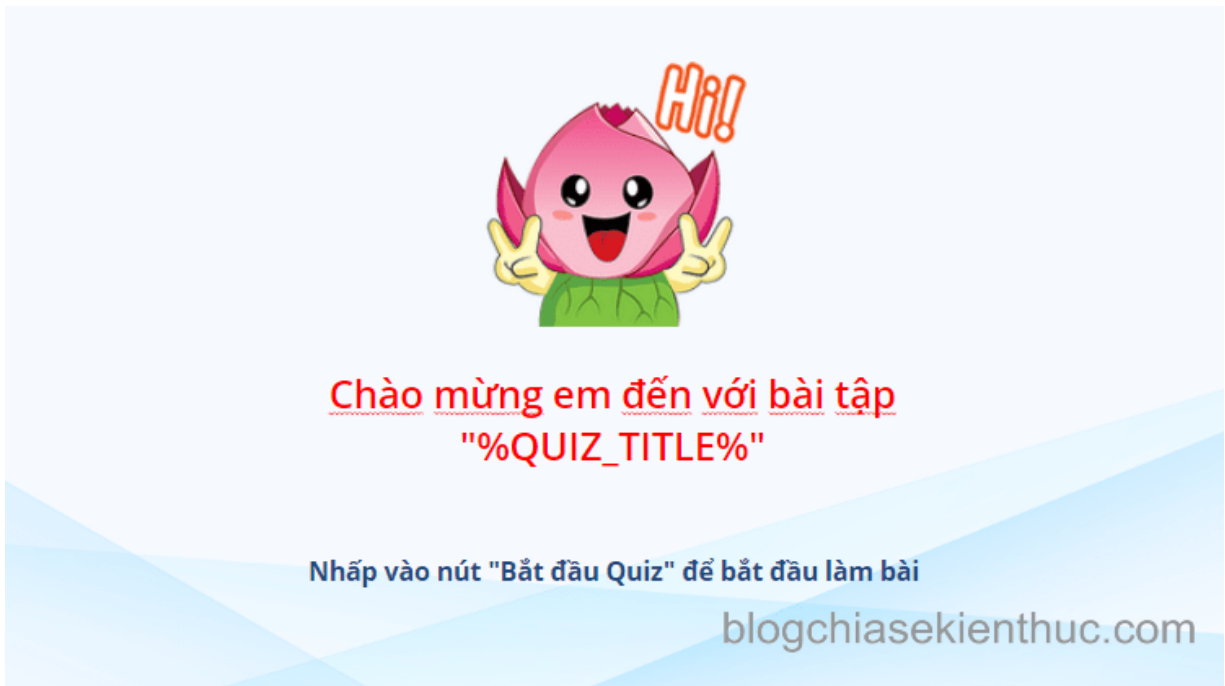 Hi!
Chào mừng em đến với bài tập
"%QUIZ_TITLE%"
Nhấp vào nút "Bắt đầu Quiz" để bắt đầu làm bài
blogchiasekienthuc.com